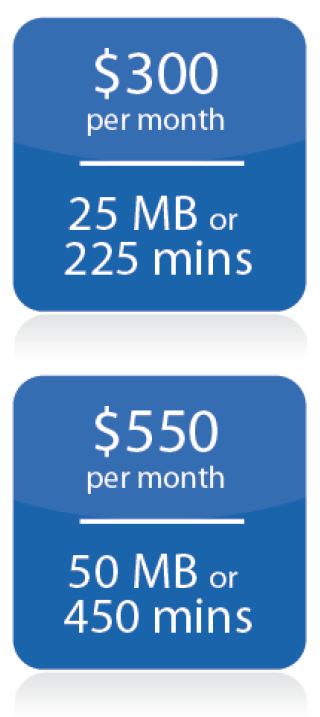 $300
per month
25 MB or
225 mins
$550
per month
50 MB or
450 mins